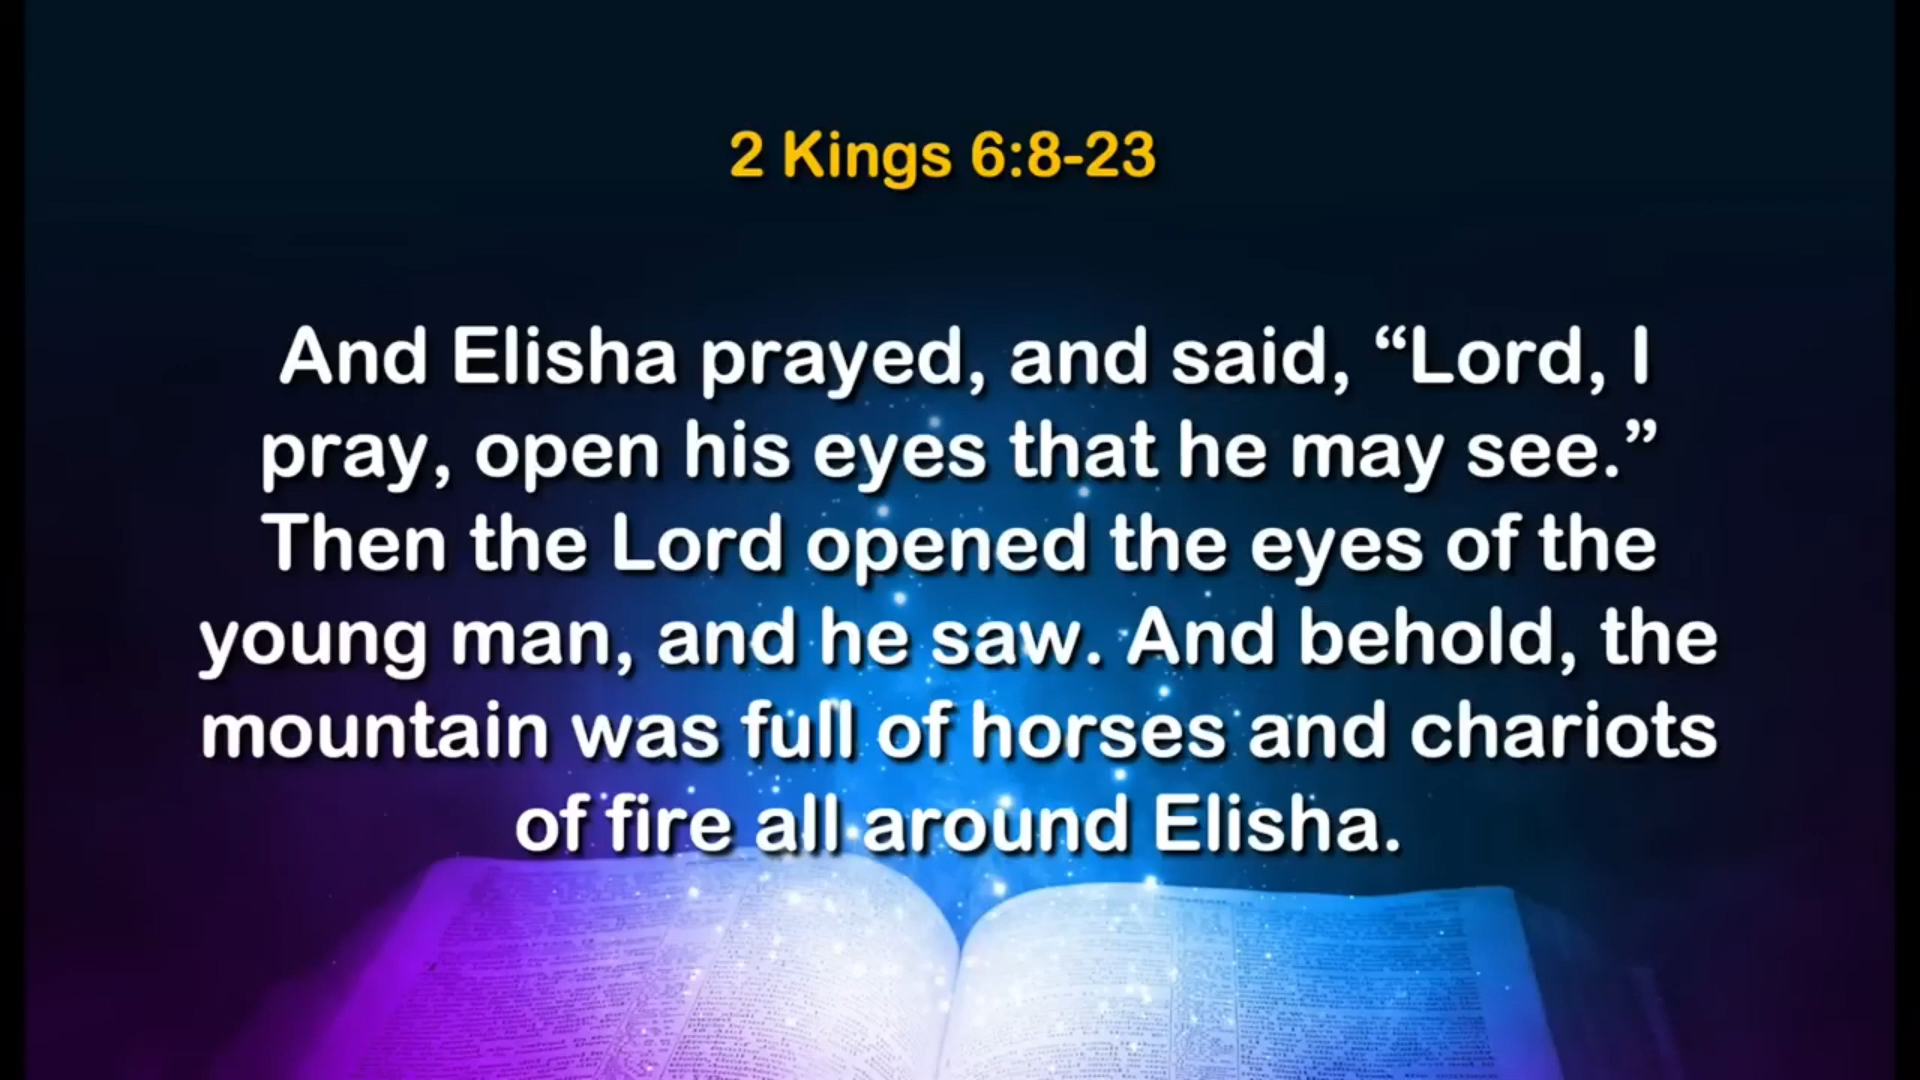 2 Kings 6:8-23
And Elisha prayed, and said, “Lord, I
pray, open his eyes that he may see.”
Then the Lord opened the eyes of the
young man, and he saw. And behold, the
mountain was full of horses and chariots
of fire all around Elisha.